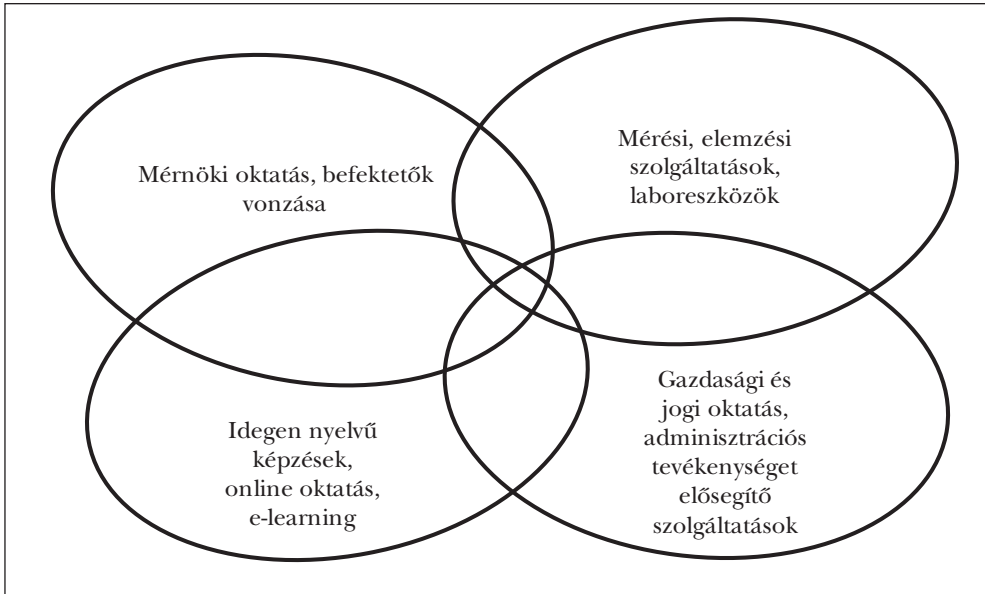 Mérnöki oktatás, befektetők
vonzása
Mérési, elemzési
szolgáltatások,
laboreszközök
Idegen nyelvű
képzések,
online oktatás,
e-learning
Gazdasági és
jogi oktatás,
adminisztrációs
tevékenységet
elősegítő
szolgáltatások